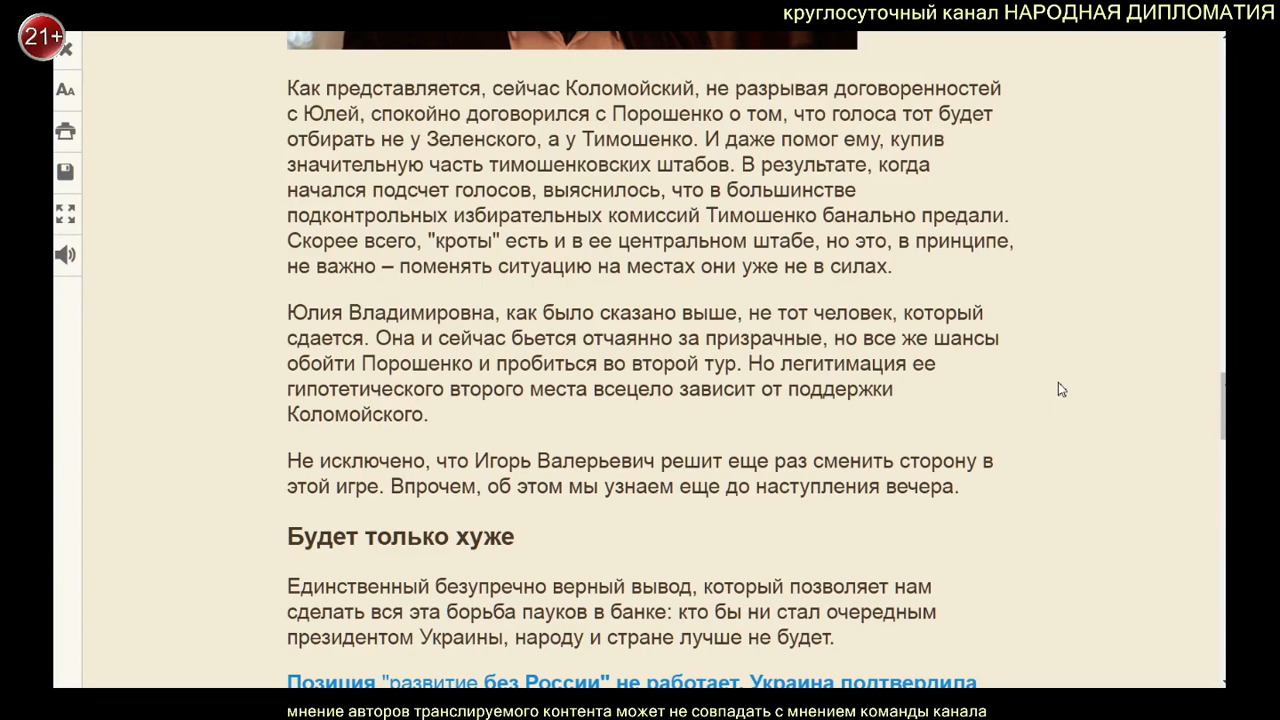 круглосуточный канал НАРОДНАЯ ДИПЛОМАТИЯ
21+
AA
Как представляется, сейчас Коломойский, не разрывая договоренностей
с Юлей, спокойно договорился с Порошенко о том, что голоса тот будет
отбирать не у Зеленского, а у Тимошенко. И даже помог ему, купив
значительную часть тимошенковских штабов. В результате, когда
начался подсчет голосов, выяснилось, что в большинстве
подконтрольных избирательных комиссий Тимошенко банально предали.
Скорее всего, "кроты" есть и в ее центральном штабе, но это, в принципе,
не важно – поменять ситуацию на местах они уже не в силах.
Юлия Владимировна, как было сказано выше, не тот человек, который
сдается. Она и сейчас бьется отчаянно за призрачные, но все же шансы
обойти Порошенко и пробиться во второй тур. Но легитимация ее
гипотетического второго места всецело зависит от поддержки
Коломойского.
Не исключено, что Игорь Валерьевич решит еще раз сменить сторону в
этой игре. Впрочем, об этом мы узнаем еще до наступления вечера.
Будет только хуже
Единственный безупречно верный вывод, который позволяет нам
сделать вся эта борьба пауков в банке: кто бы ни стал очередным
президентом Украины, народу и стране лучше не будет.
Позиция "развитие без России" не работает. Украина подтвердила
мнение авторов транслируемого контента может не совпадать с мнением команды канала